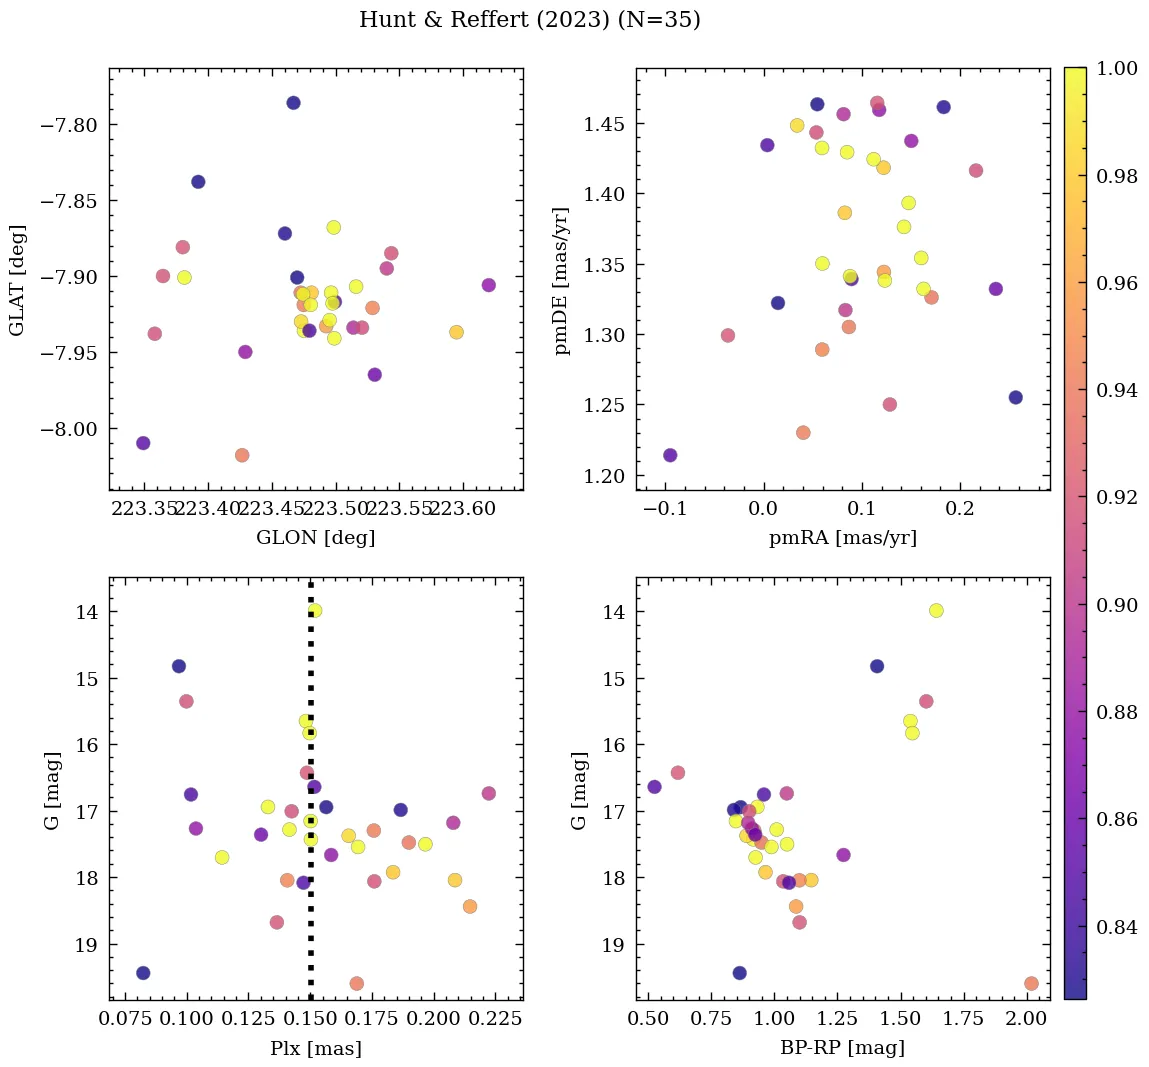 Hunt & Reffert (2023) (N=35)
−7.80
−7.85
−7.90
−7.95
−8.00
GLAT [deg]
223.35 223.40 223.45 223.50 223.55 223.60
GLON [deg]
1.45
1.40
1.35
1.30
1.25
1.20
pmDE [mas/yr]
−0.1 0.0 0.1 0.2
pmRA [mas/yr]
14
15
16
17
18
19
G [mag]
0.075 0.100 0.125 0.150 0.175 0.200 0.225
Plx [mas]
14
15
16
17
18
19
G [mag]
0.50 0.75 1.00 1.25 1.50 1.75 2.00
BP-RP [mag]
1.00
0.98
0.96
0.94
0.92
0.90
0.88
0.86
0.84